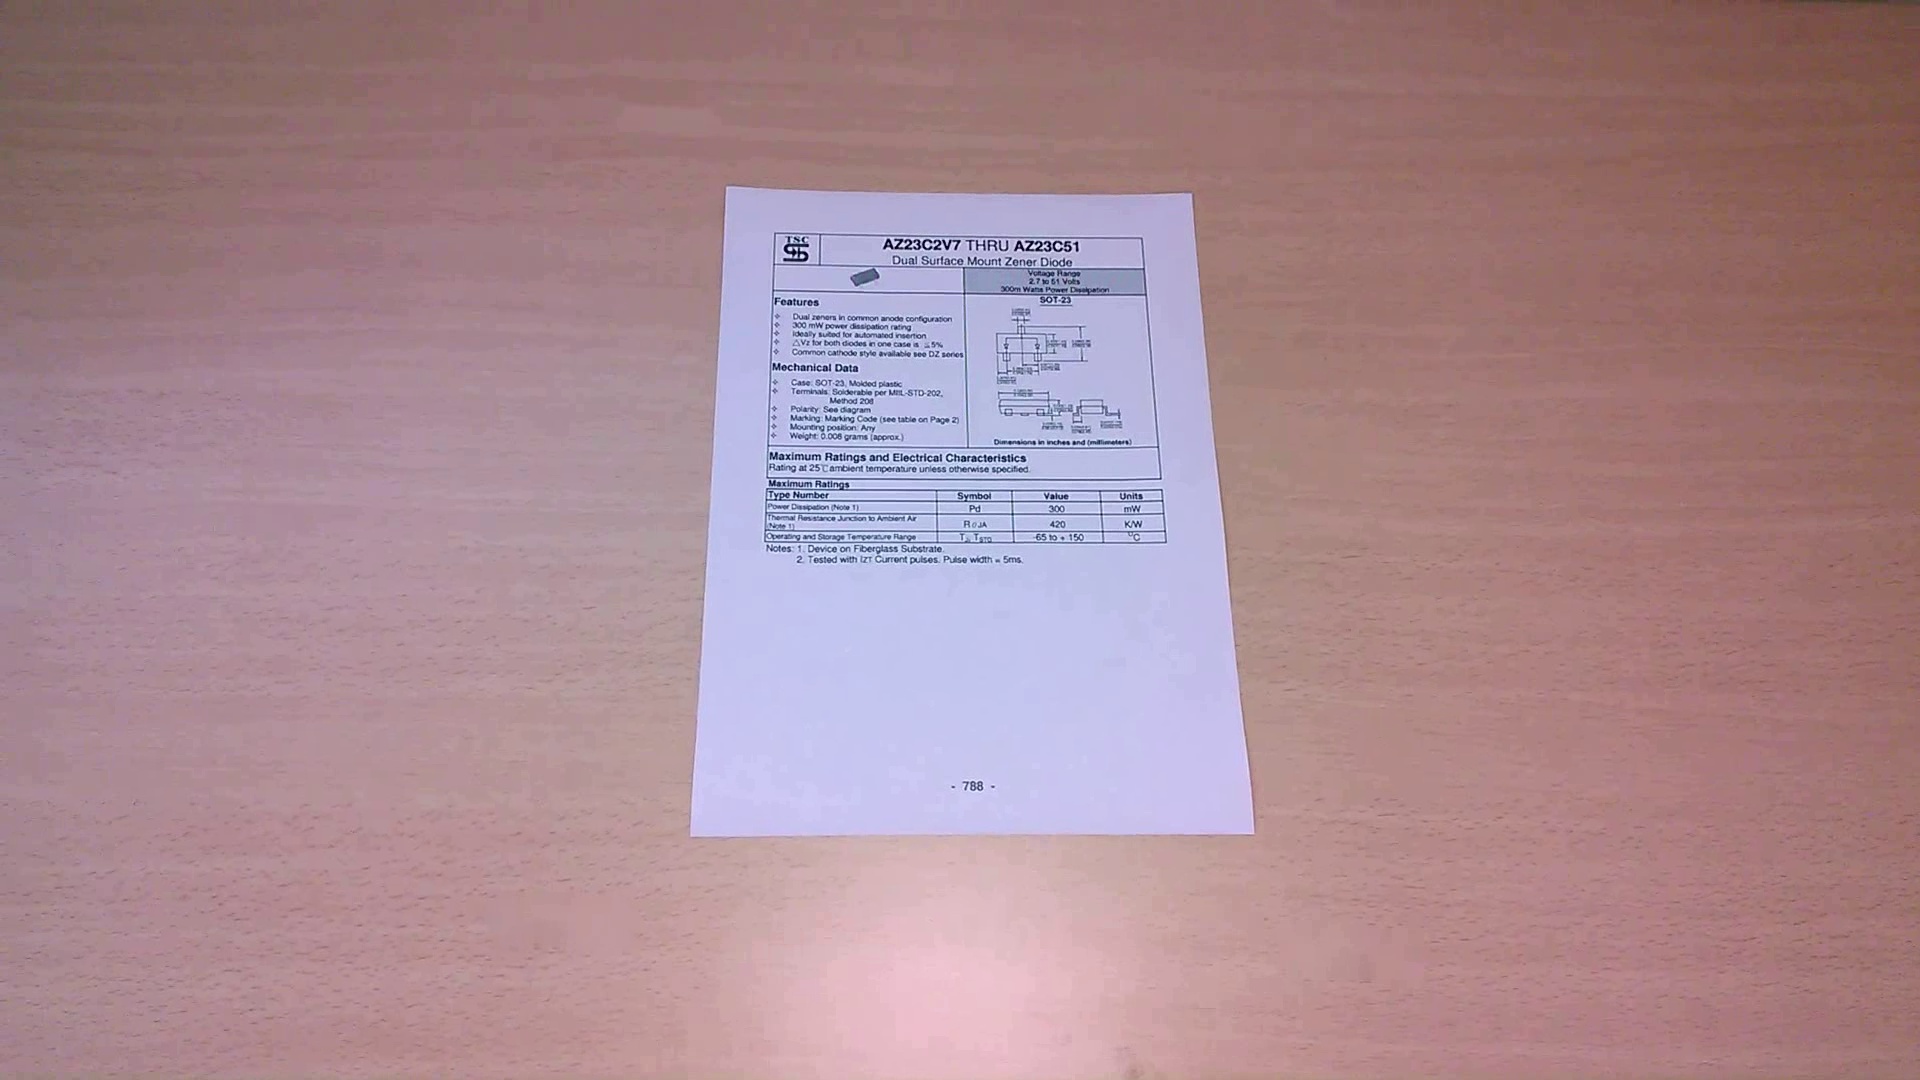 TSC
AZ23C2V7 THRU AZ23C51
Dual Surface Mount Zener Diode
Voltage Range
2.7 to 51 Volts
300m Watts Power Dissipation
SOT-23
Features
Dual zeners in common anode configuration
300 mW power dissipation rating
Ideally suited for automated insertion
△Vz for both diodes in one case is ≦5%
Common cathode style available see DZ series
Mechanical Data
Case: SOT-23, Molded plastic
Terminals: Solderable per MIL-STD-202,
Method 208
Polarity: See diagram
Marking: Marking Code (see table on Page 2)
Mounting position: Any
Weight: 0.008 grams (approx.)
Dimensions in inches and (millimeters)
Maximum Ratings and Electrical Characteristics
Rating at 25℃ ambient temperature unless otherwise specified.
Maximum Ratings
Type Number Symbol Value Units
Power Dissipation (Note 1) Pd 300 mW
Thermal Resistance Junction to Ambient Air
(Note 1) RθJA 420 K/W
Operating and Storage Temperature Range TJ, TSTG -65 to + 150 °C
Notes: 1. Device on Fiberglass Substrate.
2. Tested with IZT Current pulses. Pulse width = 5ms.
- 788 -